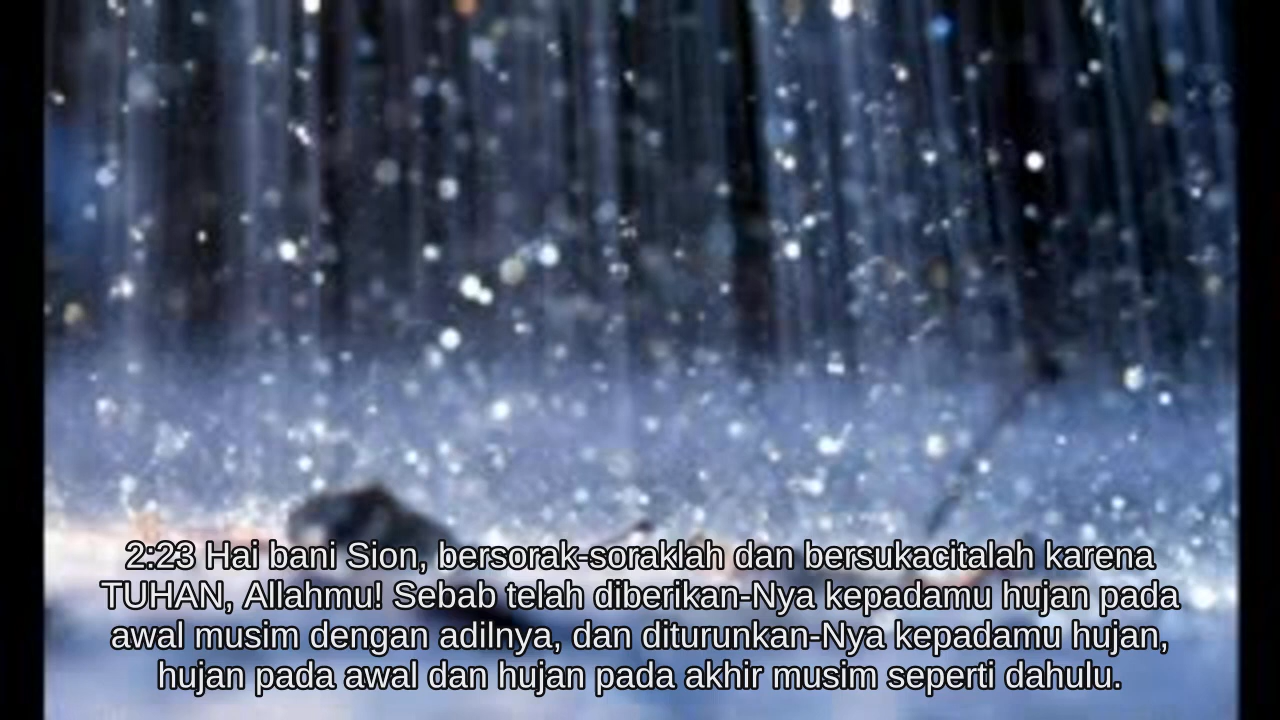 2:23 Hai bani Sion, bersorak-soraklah dan bersukacitalah karena
TUHAN, Allahmu! Sebab telah diberikan-Nya kepadamu hujan pada
awal musim dengan adilnya, dan diturunkan-Nya kepadamu hujan,
hujan pada awal dan hujan pada akhir musim seperti dahulu.